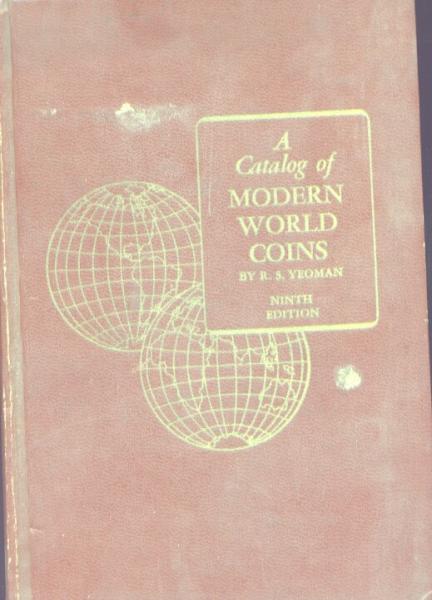 A
Catalog of
MODERN
WORLD
COINS
BY R. S. YEOMAN
NINTH
EDITION